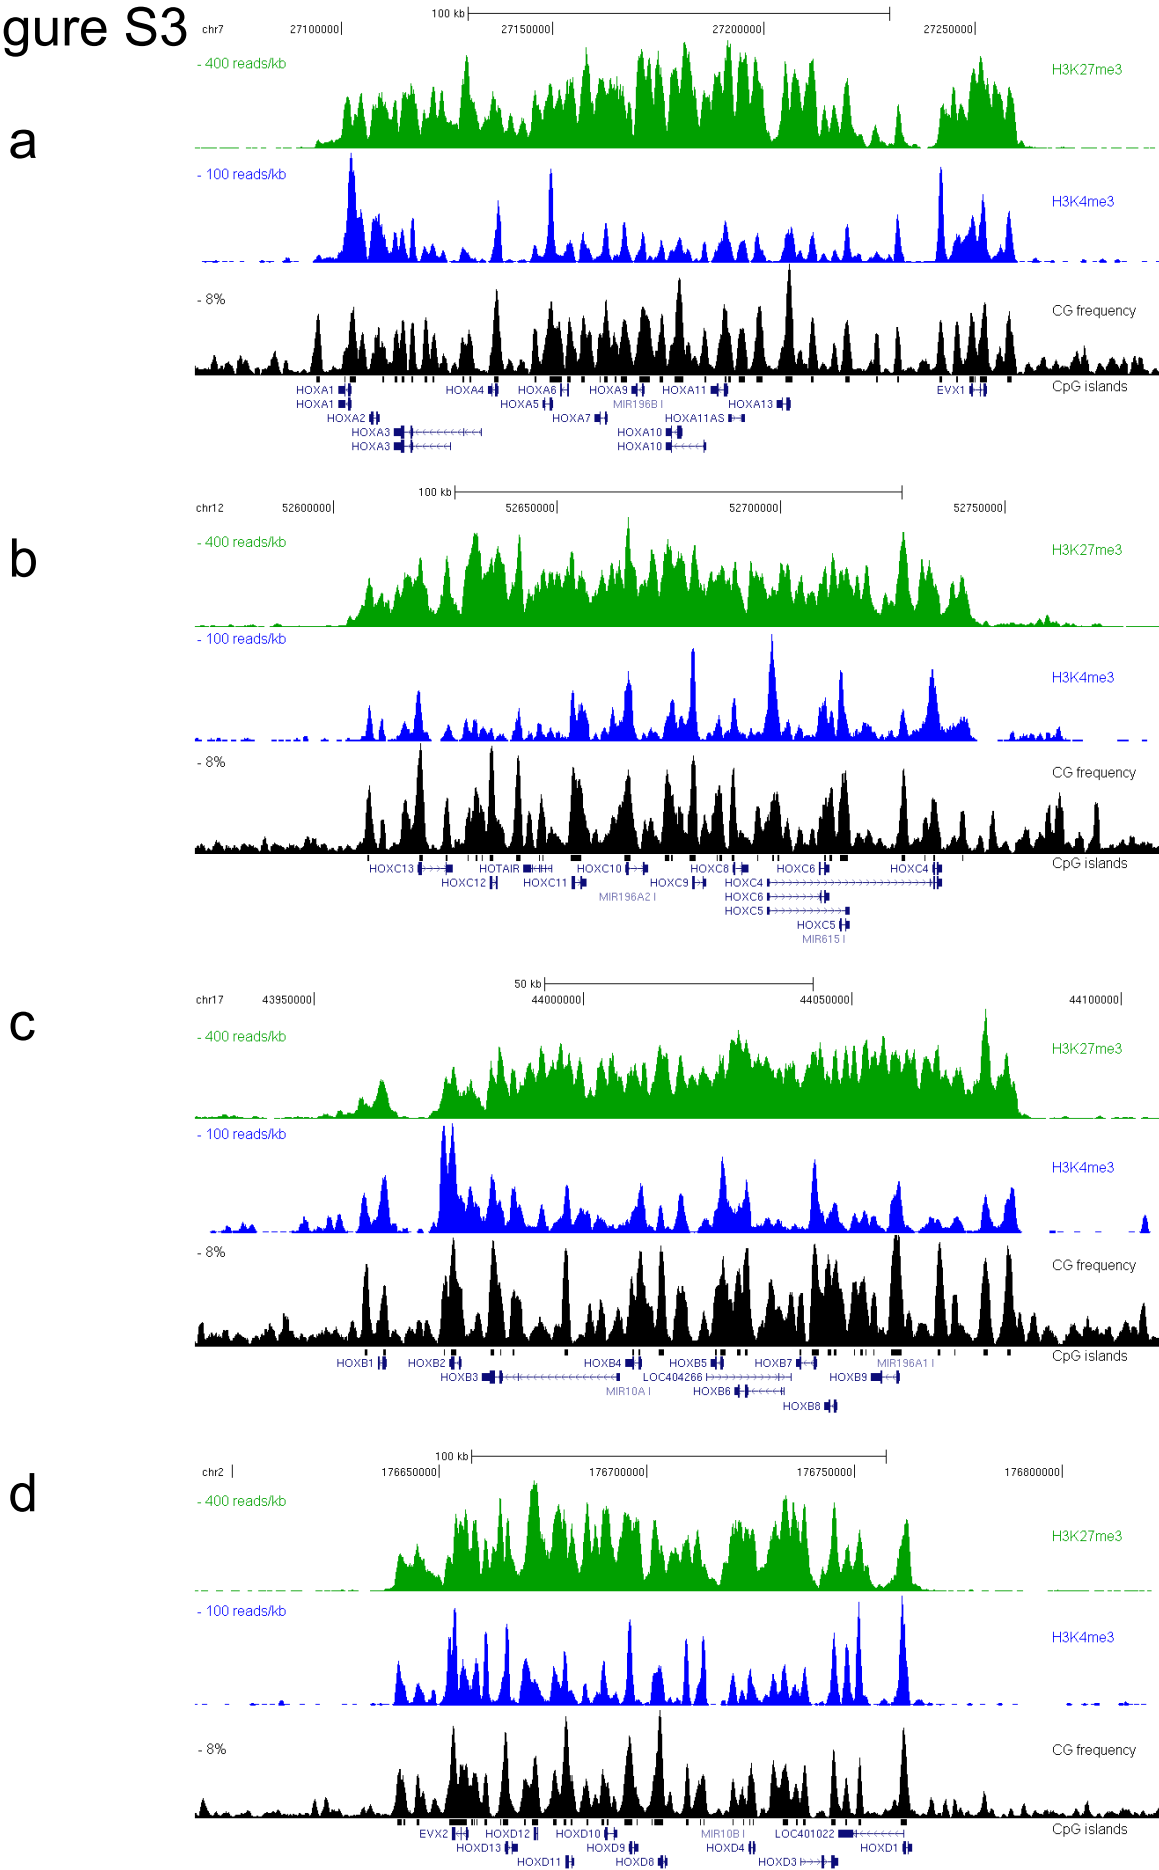 gure S3
a
100 kb
chr7 27100000 27150000 27200000 27250000
- 400 reads/kb H3K27me3
- 100 reads/kb H3K4me3
- 8% CG frequency
CpG islands
HOXA1 HOXA4 HOXA6 HOXA9 HOXA11 EVX1
HOXA1 HOXA5 MIR196B HOXA13
HOXA2 HOXA7 HOXA11AS
HOXA3 HOXA10
HOXA3 HOXA10
b
100 kb
chr12 52600000 52650000 52700000 52750000
- 400 reads/kb H3K27me3
- 100 reads/kb H3K4me3
- 8% CG frequency
CpG islands
HOXC13 HOTAIR HOXC10 HOXC8 HOXC6 HOXC4
HOXC12 HOXC11 HOXC9 HOXC4
MIR196A2 HOXC6
HOXC5
HOXC5
MIR615
c
50 kb
chr17 43950000 44000000 44050000 44100000
- 400 reads/kb H3K27me3
- 100 reads/kb H3K4me3
- 8% CG frequency
CpG islands
HOXB1 HOXB2 HOXB4 HOXB5 HOXB7 MIR196A1
HOXB3 LOC404266 HOXB9
MIR10A HOXB6
HOXB8
d
100 kb
chr2 176650000 176700000 176750000 176800000
- 400 reads/kb H3K27me3
- 100 reads/kb H3K4me3
- 8% CG frequency
CpG islands
EVX2 HOXD12 HOXD10 MIR10B LOC401022
HOXD13 HOXD9 HOXD4 HOXD1
HOXD11 HOXD8 HOXD3